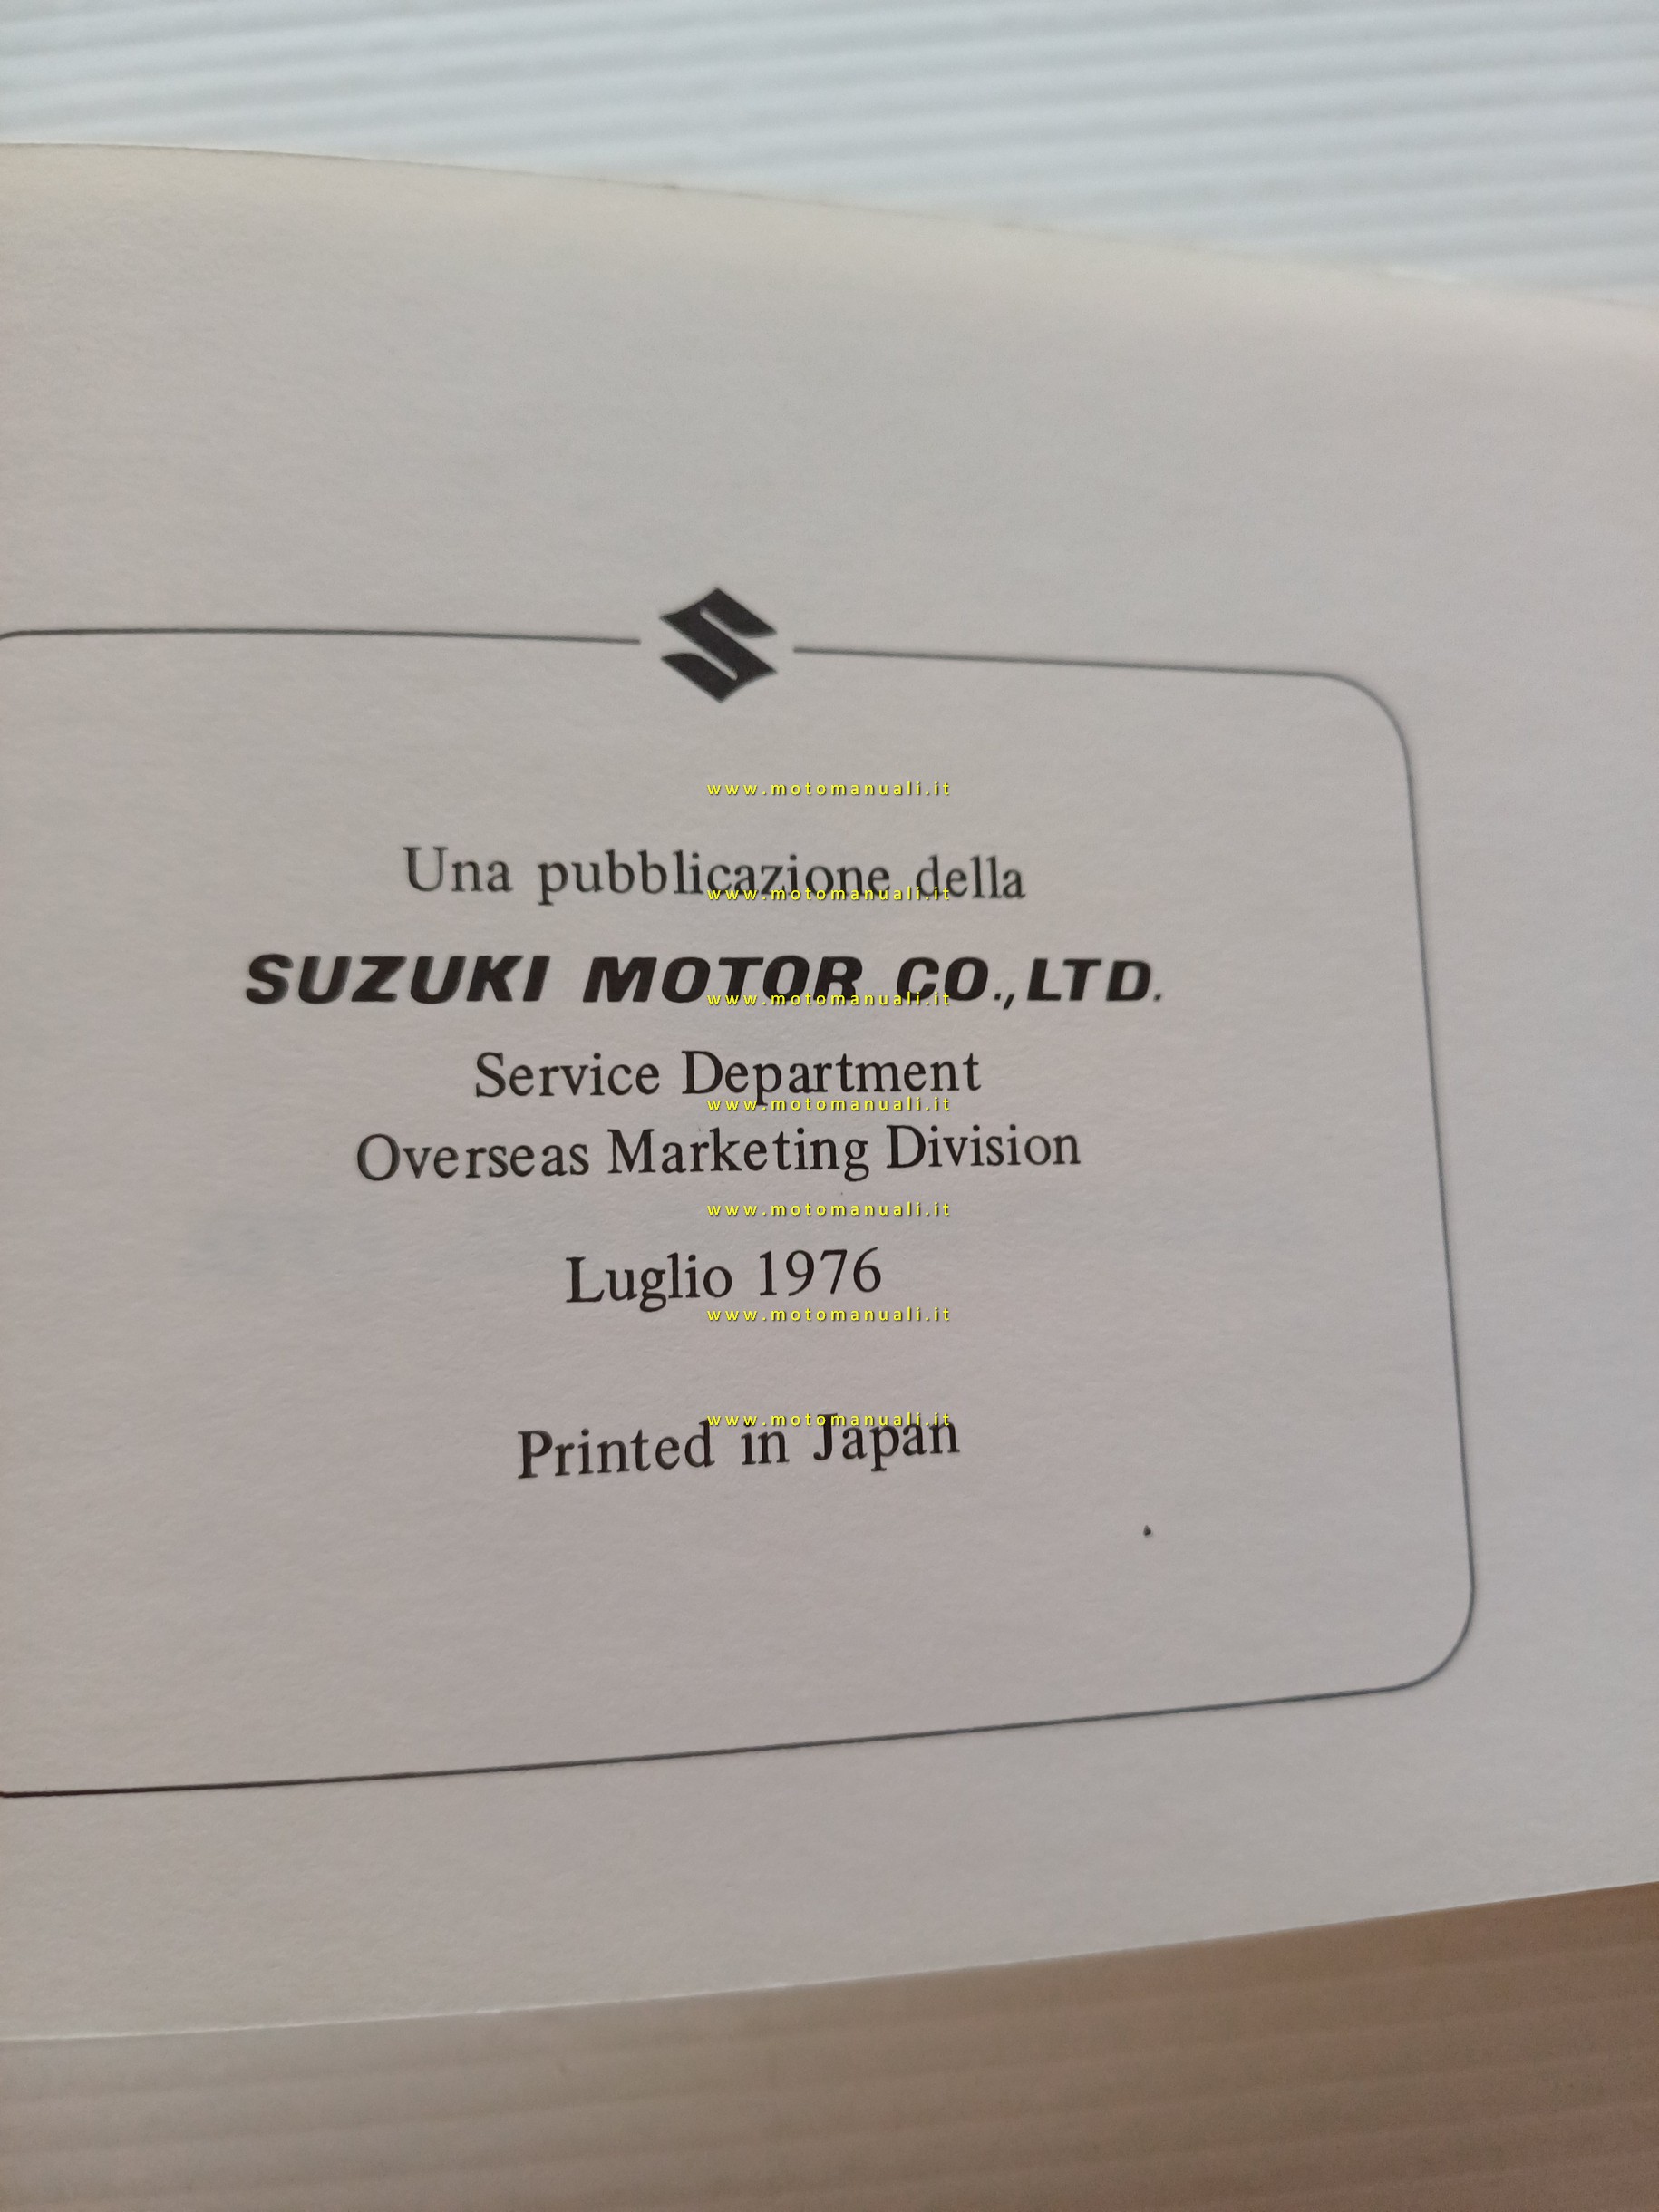 www.motomanuali.it
Una pubblicazione della
www.motomanuali.it
SUZUKI MOTOR CO., LTD.
www.motomanuali.it
Service Department
www.motomanuali.it
Overseas Marketing Division
www.motomanuali.it
Luglio 1976
www.motomanuali.it
www.motomanuali.it
Printed in Japan